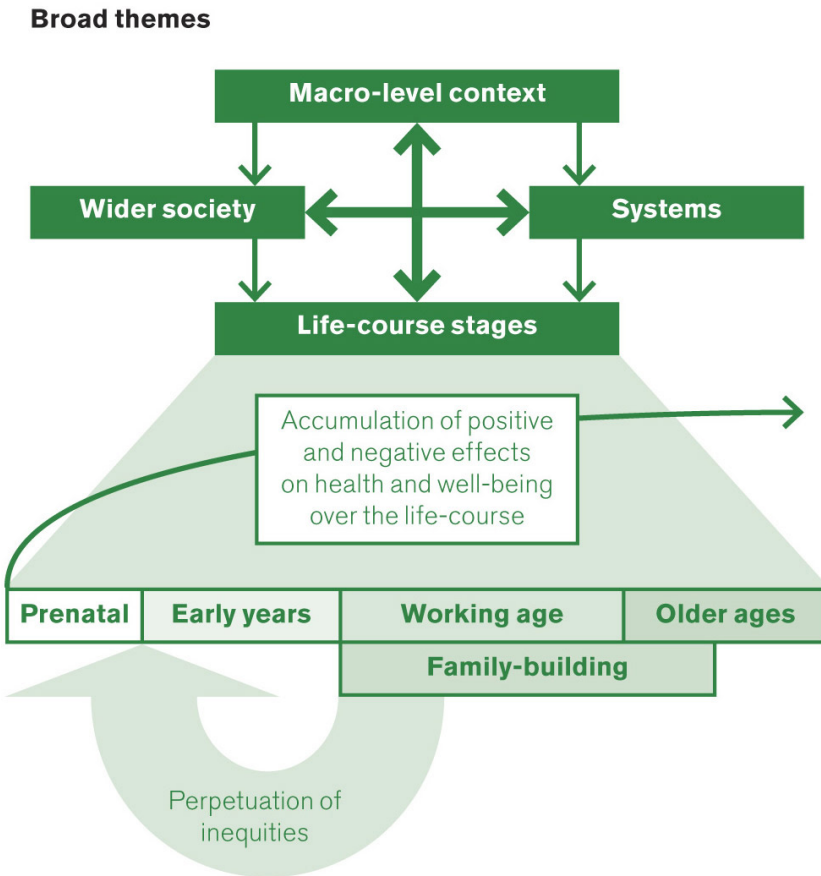 Broad themes
Macro-level context
Wider society
Systems
Life-course stages
Accumulation of positive
and negative effects
on health and well-being
over the life-course
Prenatal
Early years
Working age
Older ages
Family-building
Perpetuation of
inequities